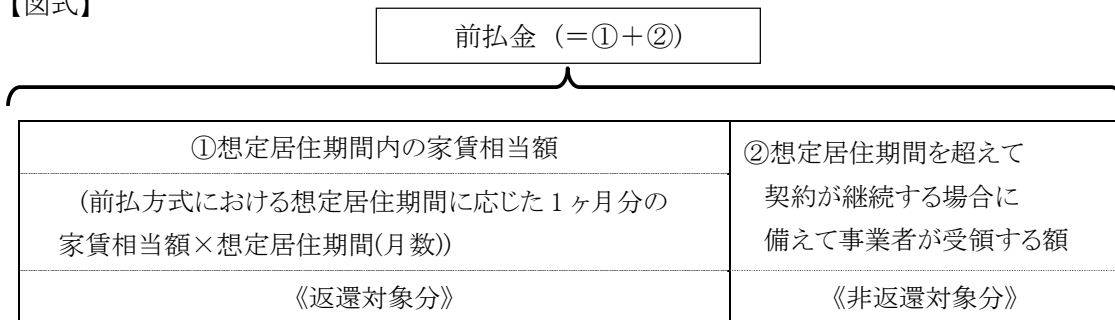 【図式】
前払金 (=①+②)
①想定居住期間内の家賃相当額
(前払方式における想定居住期間に応じた1ヶ月分の
家賃相当額×想定居住期間(月数))
《返還対象分》
②想定居住期間を超えて
契約が継続する場合に
備えて事業者が受領する額
《非返還対象分》